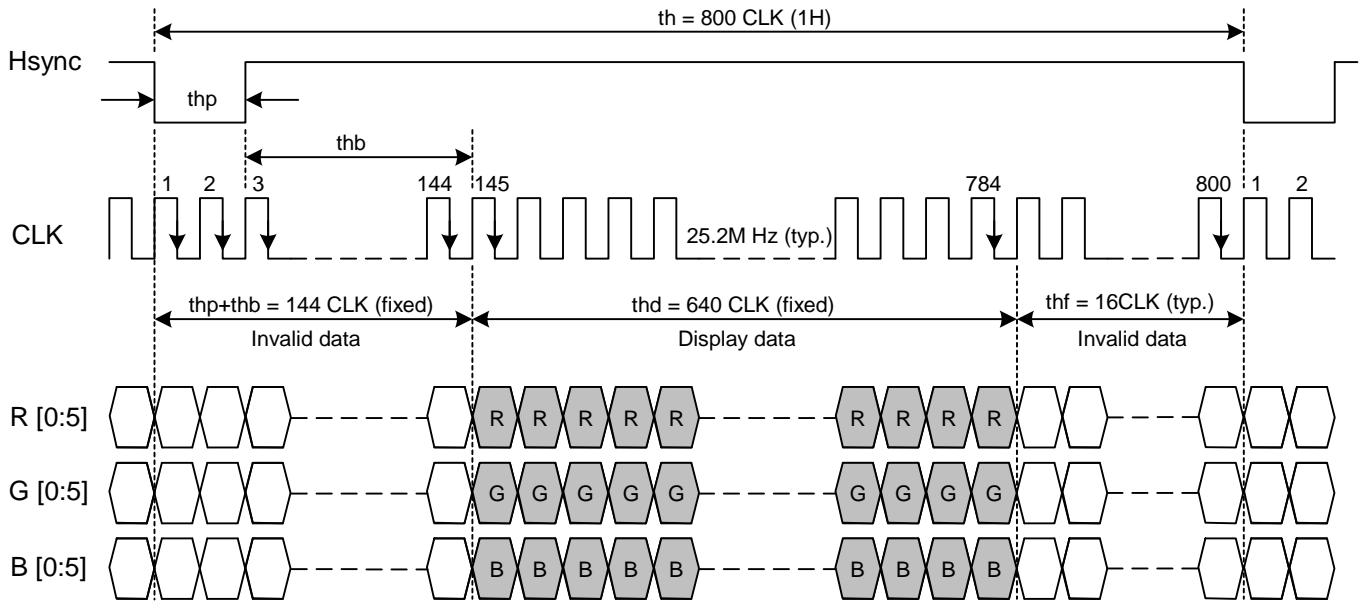 th = 800 CLK (1H)
Hsync
thp
thb
1 2 3 144 145 784 800 1 2
CLK
25.2M Hz (typ.)
thp+thb = 144 CLK (fixed) thd = 640 CLK (fixed) thf = 16CLK (typ.)
Invalid data Display data Invalid data
R [0:5] R R R R R R R R R
G [0:5] G G G G G G G G G
B [0:5] B B B B B B B B B